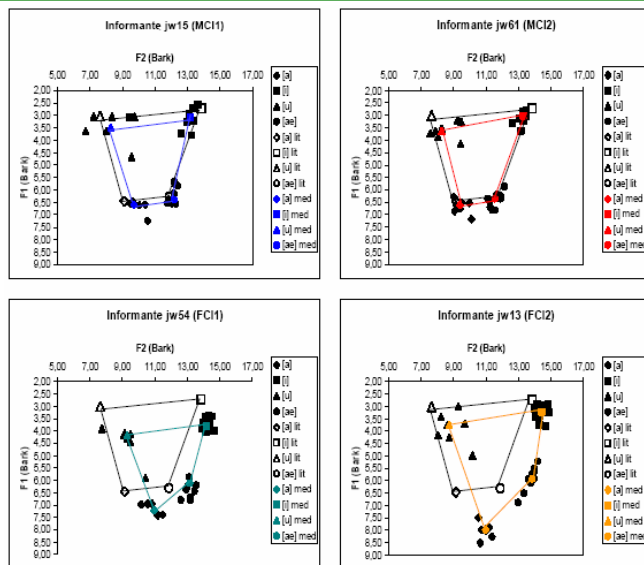 Informante jw15 (MCI1)
F2 (Bark)
5,00 7,00 9,00 11,00 13,00 15,00 17,00
F1 (Bark)
2,00
2,50
3,00
3,50
4,00
4,50
5,00
5,50
6,00
6,50
7,00
7,50
8,00
8,50
9,00
[a]
[i]
[u]
[ae]
[a] lit
[i] lit
[u] lit
[ae] lit
[a] med
[i] med
[u] med
[ae] med
Informante jw61 (MCI2)
F2 (Bark)
5,00 7,00 9,00 11,00 13,00 15,00 17,00
F1 (Bark)
2,00
2,50
3,00
3,50
4,00
4,50
5,00
5,50
6,00
6,50
7,00
7,50
8,00
8,50
9,00
[a]
[i]
[u]
[ae]
[a] lit
[i] lit
[u] lit
[ae] lit
[a] med
[i] med
[u] med
[ae] med
Informante jw54 (FCI1)
F2 (Bark)
5,00 7,00 9,00 11,00 13,00 15,00 17,00
F1 (Bark)
2,00
2,50
3,00
3,50
4,00
4,50
5,00
5,50
6,00
6,50
7,00
7,50
8,00
8,50
9,00
[a]
[i]
[u]
[ae]
[a] lit
[i] lit
[u] lit
[ae] lit
[a] med
[i] med
[u] med
[ae] med
Informante jw13 (FCI2)
F2 (Bark)
5,00 7,00 9,00 11,00 13,00 15,00 17,00
F1 (Bark)
2,00
2,50
3,00
3,50
4,00
4,50
5,00
5,50
6,00
6,50
7,00
7,50
8,00
8,50
9,00
[a]
[i]
[u]
[ae]
[a] lit
[i] lit
[u] lit
[ae] lit
[a] med
[i] med
[u] med
[ae] med